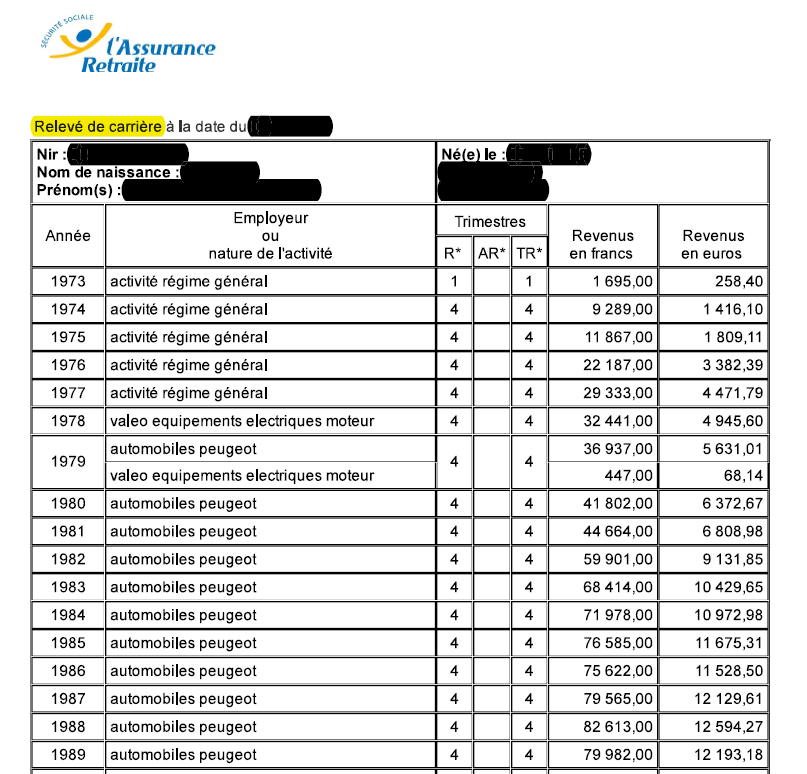 SÉCURITÉ SOCIALE
l'Assurance
Retraite
Relevé de carrière à la date du
Nir :
Né(e) le :
Nom de naissance :
Prénom(s) :
Année Employeur ou nature de l'activité Trimestres Revenus en francs Revenus en euros
R* AR* TR*
1973 activité régime général 1 1 1 695,00 258,40
1974 activité régime général 4 4 9 289,00 1 416,10
1975 activité régime général 4 4 11 867,00 1 809,11
1976 activité régime général 4 4 22 187,00 3 382,39
1977 activité régime général 4 4 29 333,00 4 471,79
1978 valeo equipements electriques moteur 4 4 32 441,00 4 945,60
1979 automobiles peugeot 4 4 36 937,00 5 631,01
valeo equipements electriques moteur 447,00 68,14
1980 automobiles peugeot 4 4 41 802,00 6 372,67
1981 automobiles peugeot 4 4 44 664,00 6 808,98
1982 automobiles peugeot 4 4 59 901,00 9 131,85
1983 automobiles peugeot 4 4 68 414,00 10 429,65
1984 automobiles peugeot 4 4 71 978,00 10 972,98
1985 automobiles peugeot 4 4 76 585,00 11 675,31
1986 automobiles peugeot 4 4 75 622,00 11 528,50
1987 automobiles peugeot 4 4 79 565,00 12 129,61
1988 automobiles peugeot 4 4 82 613,00 12 594,27
1989 automobiles peugeot 4 4 79 982,00 12 193,18